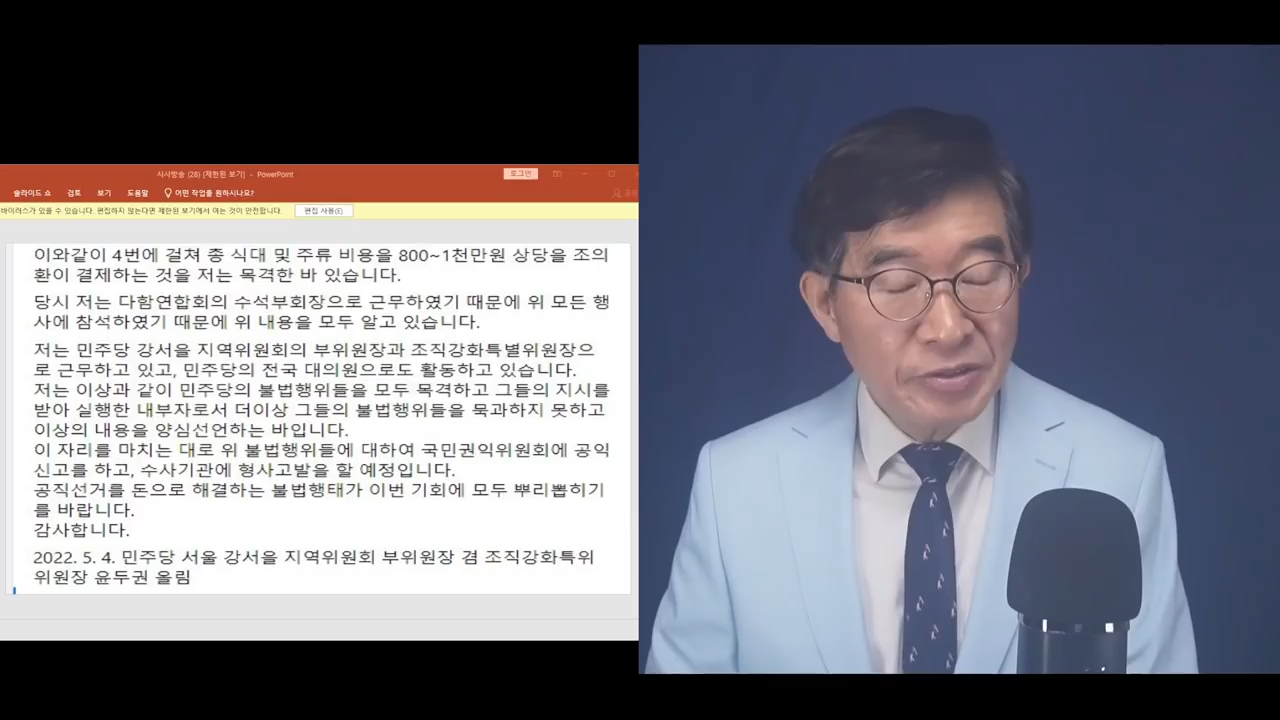 시사방송 (28) [제한된 보기] - PowerPoint
로그인
슬라이드 쇼 검토 보기 도움말 어떤 작업을 원하시나요?
바이러스가 있을 수 있습니다. 편집하지 않는다면 제한된 보기에서 여는 것이 안전합니다. 편집 사용(E)
이와같이 4번에 걸쳐 총 식대 및 주류 비용을 800~1천만원 상당을 조의
환이 결제하는 것을 저는 목격한 바 있습니다.
당시 저는 다함연합회의 수석부회장으로 근무하였기 때문에 위 모든 행
사에 참석하였기 때문에 위 내용을 모두 알고 있습니다.
저는 민주당 강서을 지역위원회의 부위원장과 조직강화특별위원장으
로 근무하고 있고, 민주당의 전국 대의원으로도 활동하고 있습니다.
저는 이상과 같이 민주당의 불법행위들을 모두 목격하고 그들의 지시를
받아 실행한 내부자로서 더이상 그들의 불법행위들을 묵과하지 못하고
이상의 내용을 양심선언하는 바입니다.
이 자리를 마치는 대로 위 불법행위들에 대하여 국민권익위원회에 공익
신고를 하고, 수사기관에 형사고발을 할 예정입니다.
공직선거를 돈으로 해결하는 불법행태가 이번 기회에 모두 뿌리뽑히기
를 바랍니다.
감사합니다.
2022. 5. 4. 민주당 서울 강서을 지역위원회 부위원장 겸 조직강화특위
위원장 윤두권 올림